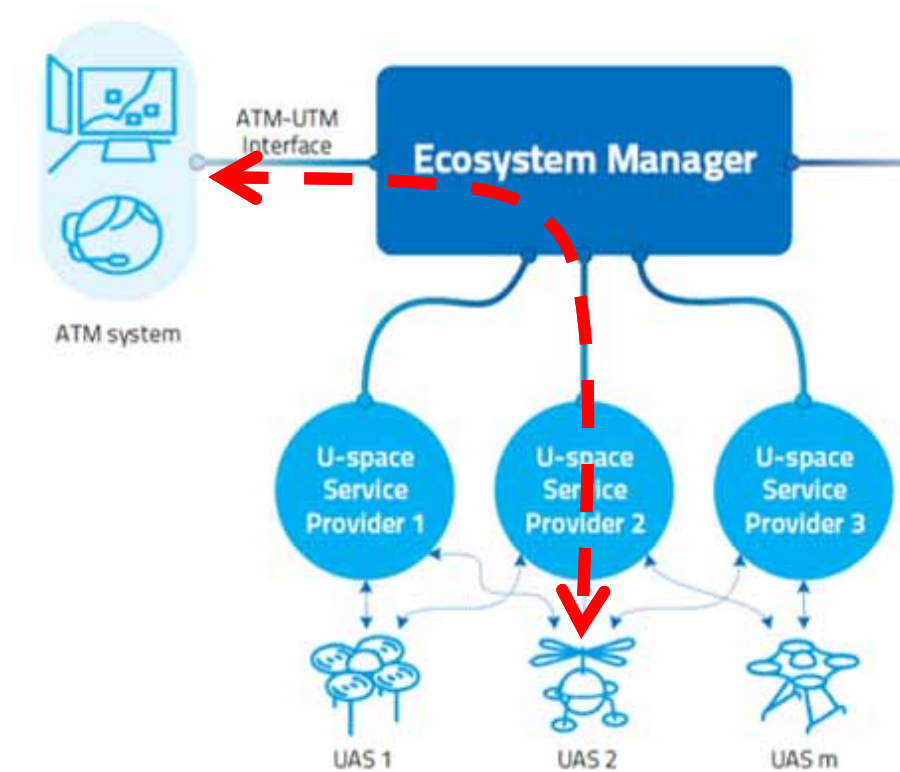 ATM-UTM
Interface
Ecosystem Manager
ATM system
U-space
Service
Provider 1
U-space
Service
Provider 2
U-space
Service
Provider 3
UAS 1
UAS 2
UAS m